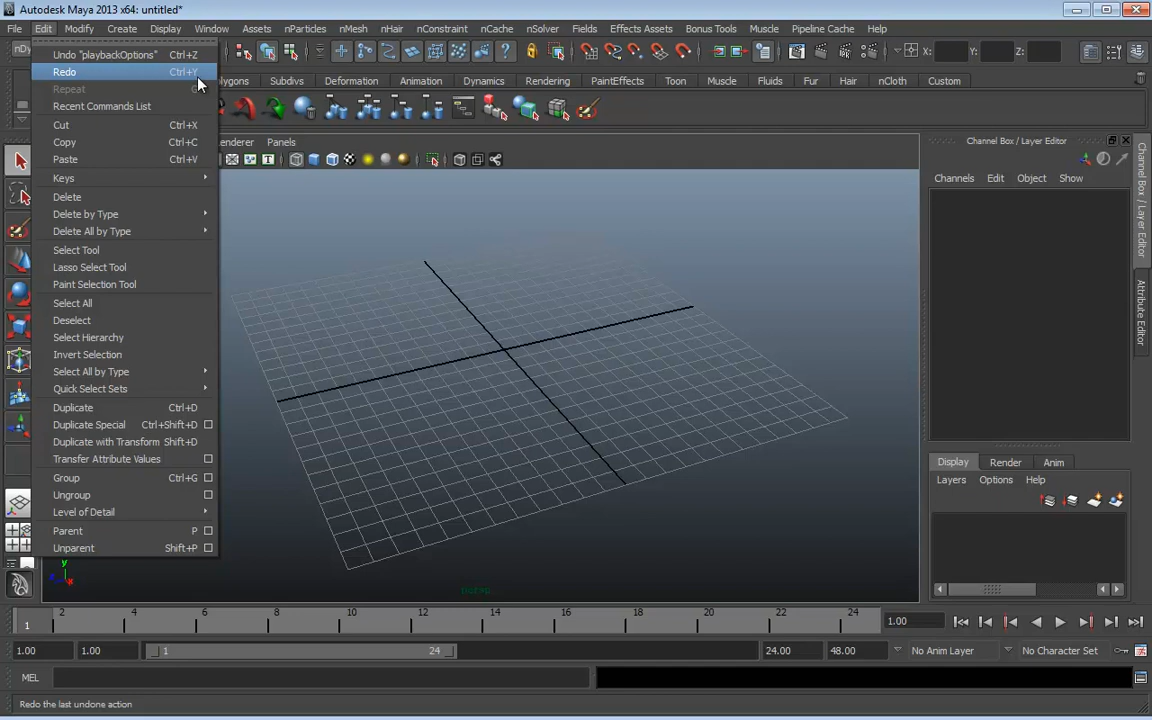 Autodesk Maya 2013 x64: untitled*
File Edit Modify Create Display Window Assets nParticles nMesh nHair nConstraint nCache nSolver Fields Effects Assets Bonus Tools Muscle Pipeline Cache Help
nDy X: Y: Z:
Undo "playbackOptions" Ctrl+Z
Redo Ctrl+Y
Repeat G
Recent Commands List
Cut Ctrl+X
Copy Ctrl+C
Paste Ctrl+V
Keys
Delete
Delete by Type
Delete All by Type
Select Tool
Lasso Select Tool
Paint Selection Tool
Select All
Deselect
Select Hierarchy
Invert Selection
Select All by Type
Quick Select Sets
Duplicate Ctrl+D
Duplicate Special Ctrl+Shift+D
Duplicate with Transform Shift+D
Transfer Attribute Values
Group Ctrl+G
Ungroup
Level of Detail
Parent P
Unparent Shift+P
olygons Subdivs Deformation Animation Dynamics Rendering PaintEffects Toon Muscle Fluids Fur Hair nCloth Custom
enderer Panels
y
x
persp
Channel Box / Layer Editor
Channels Edit Object Show
Display Render Anim
Layers Options Help
Channel Box / Layer Editor
Attribute Editor
1 2 4 6 8 10 12 14 16 18 20 22 24 1.00
1.00 1.00 1 24 24.00 48.00 No Anim Layer No Character Set
MEL
Redo the last undone action